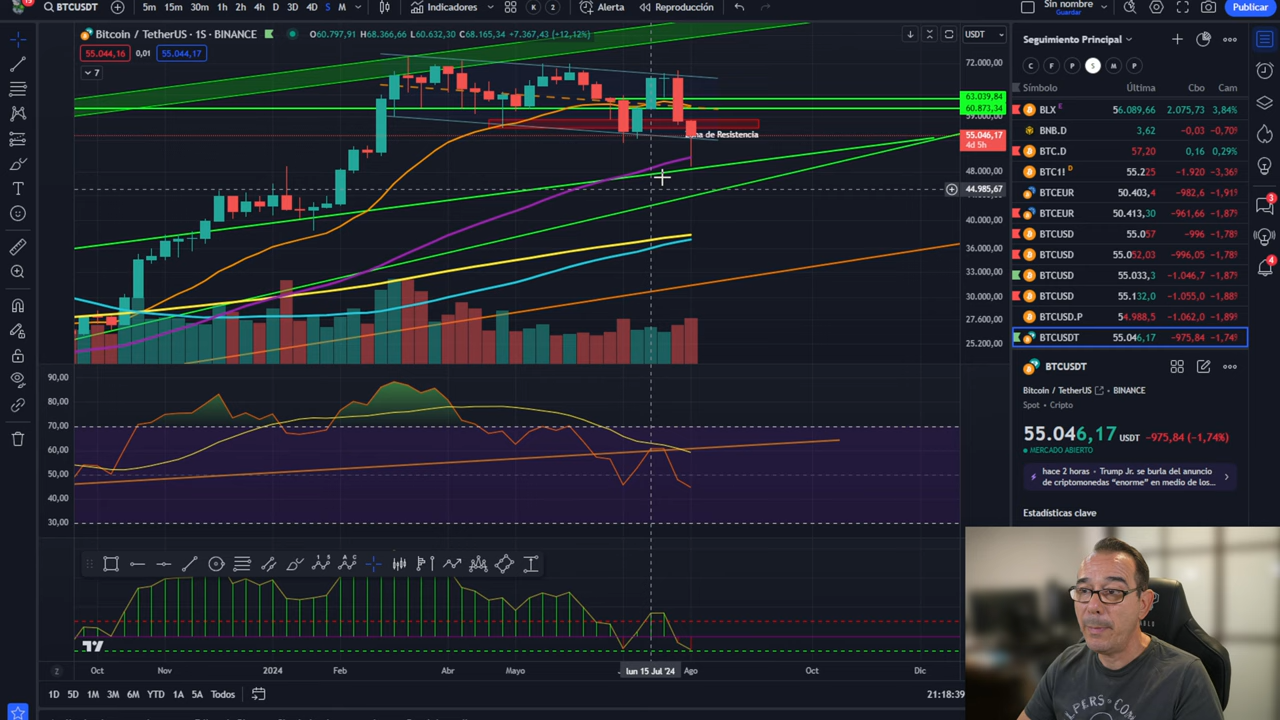 BTCUSDT
5m 15m 30m 1h 2h 4h D 3D 4D S M
Indicadores
Alerta
Reproducción
Sin nombre
Guardar
Publicar
Bitcoin / TetherUS · 1S · BINANCE
O60.797,91 H68.366,66 L60.632,30 C68.165,34 +7.367,43 (+12,12%)
55.044,16 0,01 55.044,17
7
USDT
72.000,00
63.039,84
60.873,34
55.046,17
4d 5h
48.000,00
44.985,67
40.000,00
36.000,00
33.000,00
30.000,00
27.600,00
25.200,00
de Resistencia
90,00
80,00
70,00
60,00
50,00
40,00
30,00
Oct Nov 2024 Feb Abr Mayo lun 15 Jul '24 Ago Oct Dic
1D 5D 1M 3M 6M YTD 1A 5A Todos
21:18:39
Seguimiento Principal
C F P S M P
Símbolo Última Cbo Cam
BLX E 56.089,66 2.075,73 3,84%
BNB.D 3,62 -0,03 -0,70
BTC.D D 57,20 0,16 0,29%
BTC1! D 55.225 -1.920 -3,36
BTCEUR 50.403,4 -982,6 -1,91
BTCEUR 50.413,30 -961,66 -1,87
BTCUSD 55.057 -996 -1,78
BTCUSD 55.052,03 -996,05 -1,78
BTCUSD 55.033,3 -1.046,7 -1,87
BTCUSD 55.132,0 -1.055,0 -1,88
BTCUSD.P 54.988,5 -1.062,0 -1,89
BTCUSDT 55.046,17 -975,84 -1,74
BTCUSDT
Bitcoin / TetherUS · BINANCE
Spot · Cripto
55.046,17 USDT -975,84 (-1,74%)
MERCADO ABIERTO
hace 2 horas · Trump Jr. se burla del anuncio
de criptomonedas “enorme” en medio de los...
Estadísticas clave